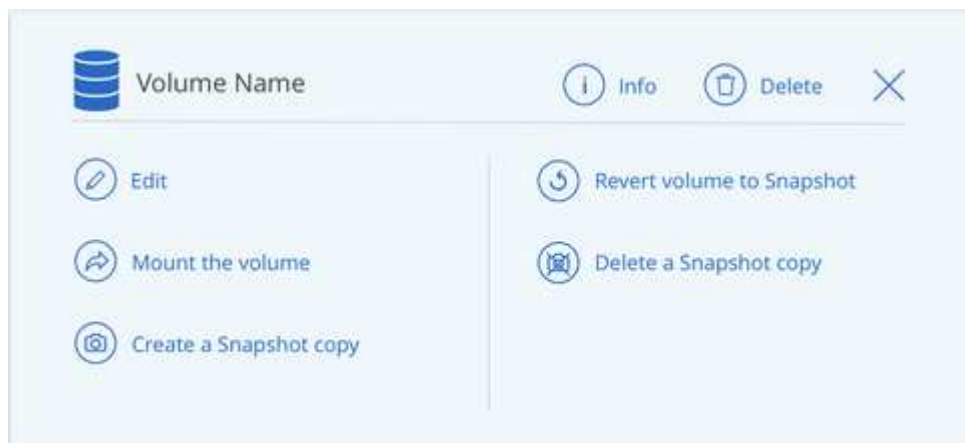 Volume Name
Info
Delete
Edit
Mount the volume
Create a Snapshot copy
Revert volume to Snapshot
Delete a Snapshot copy